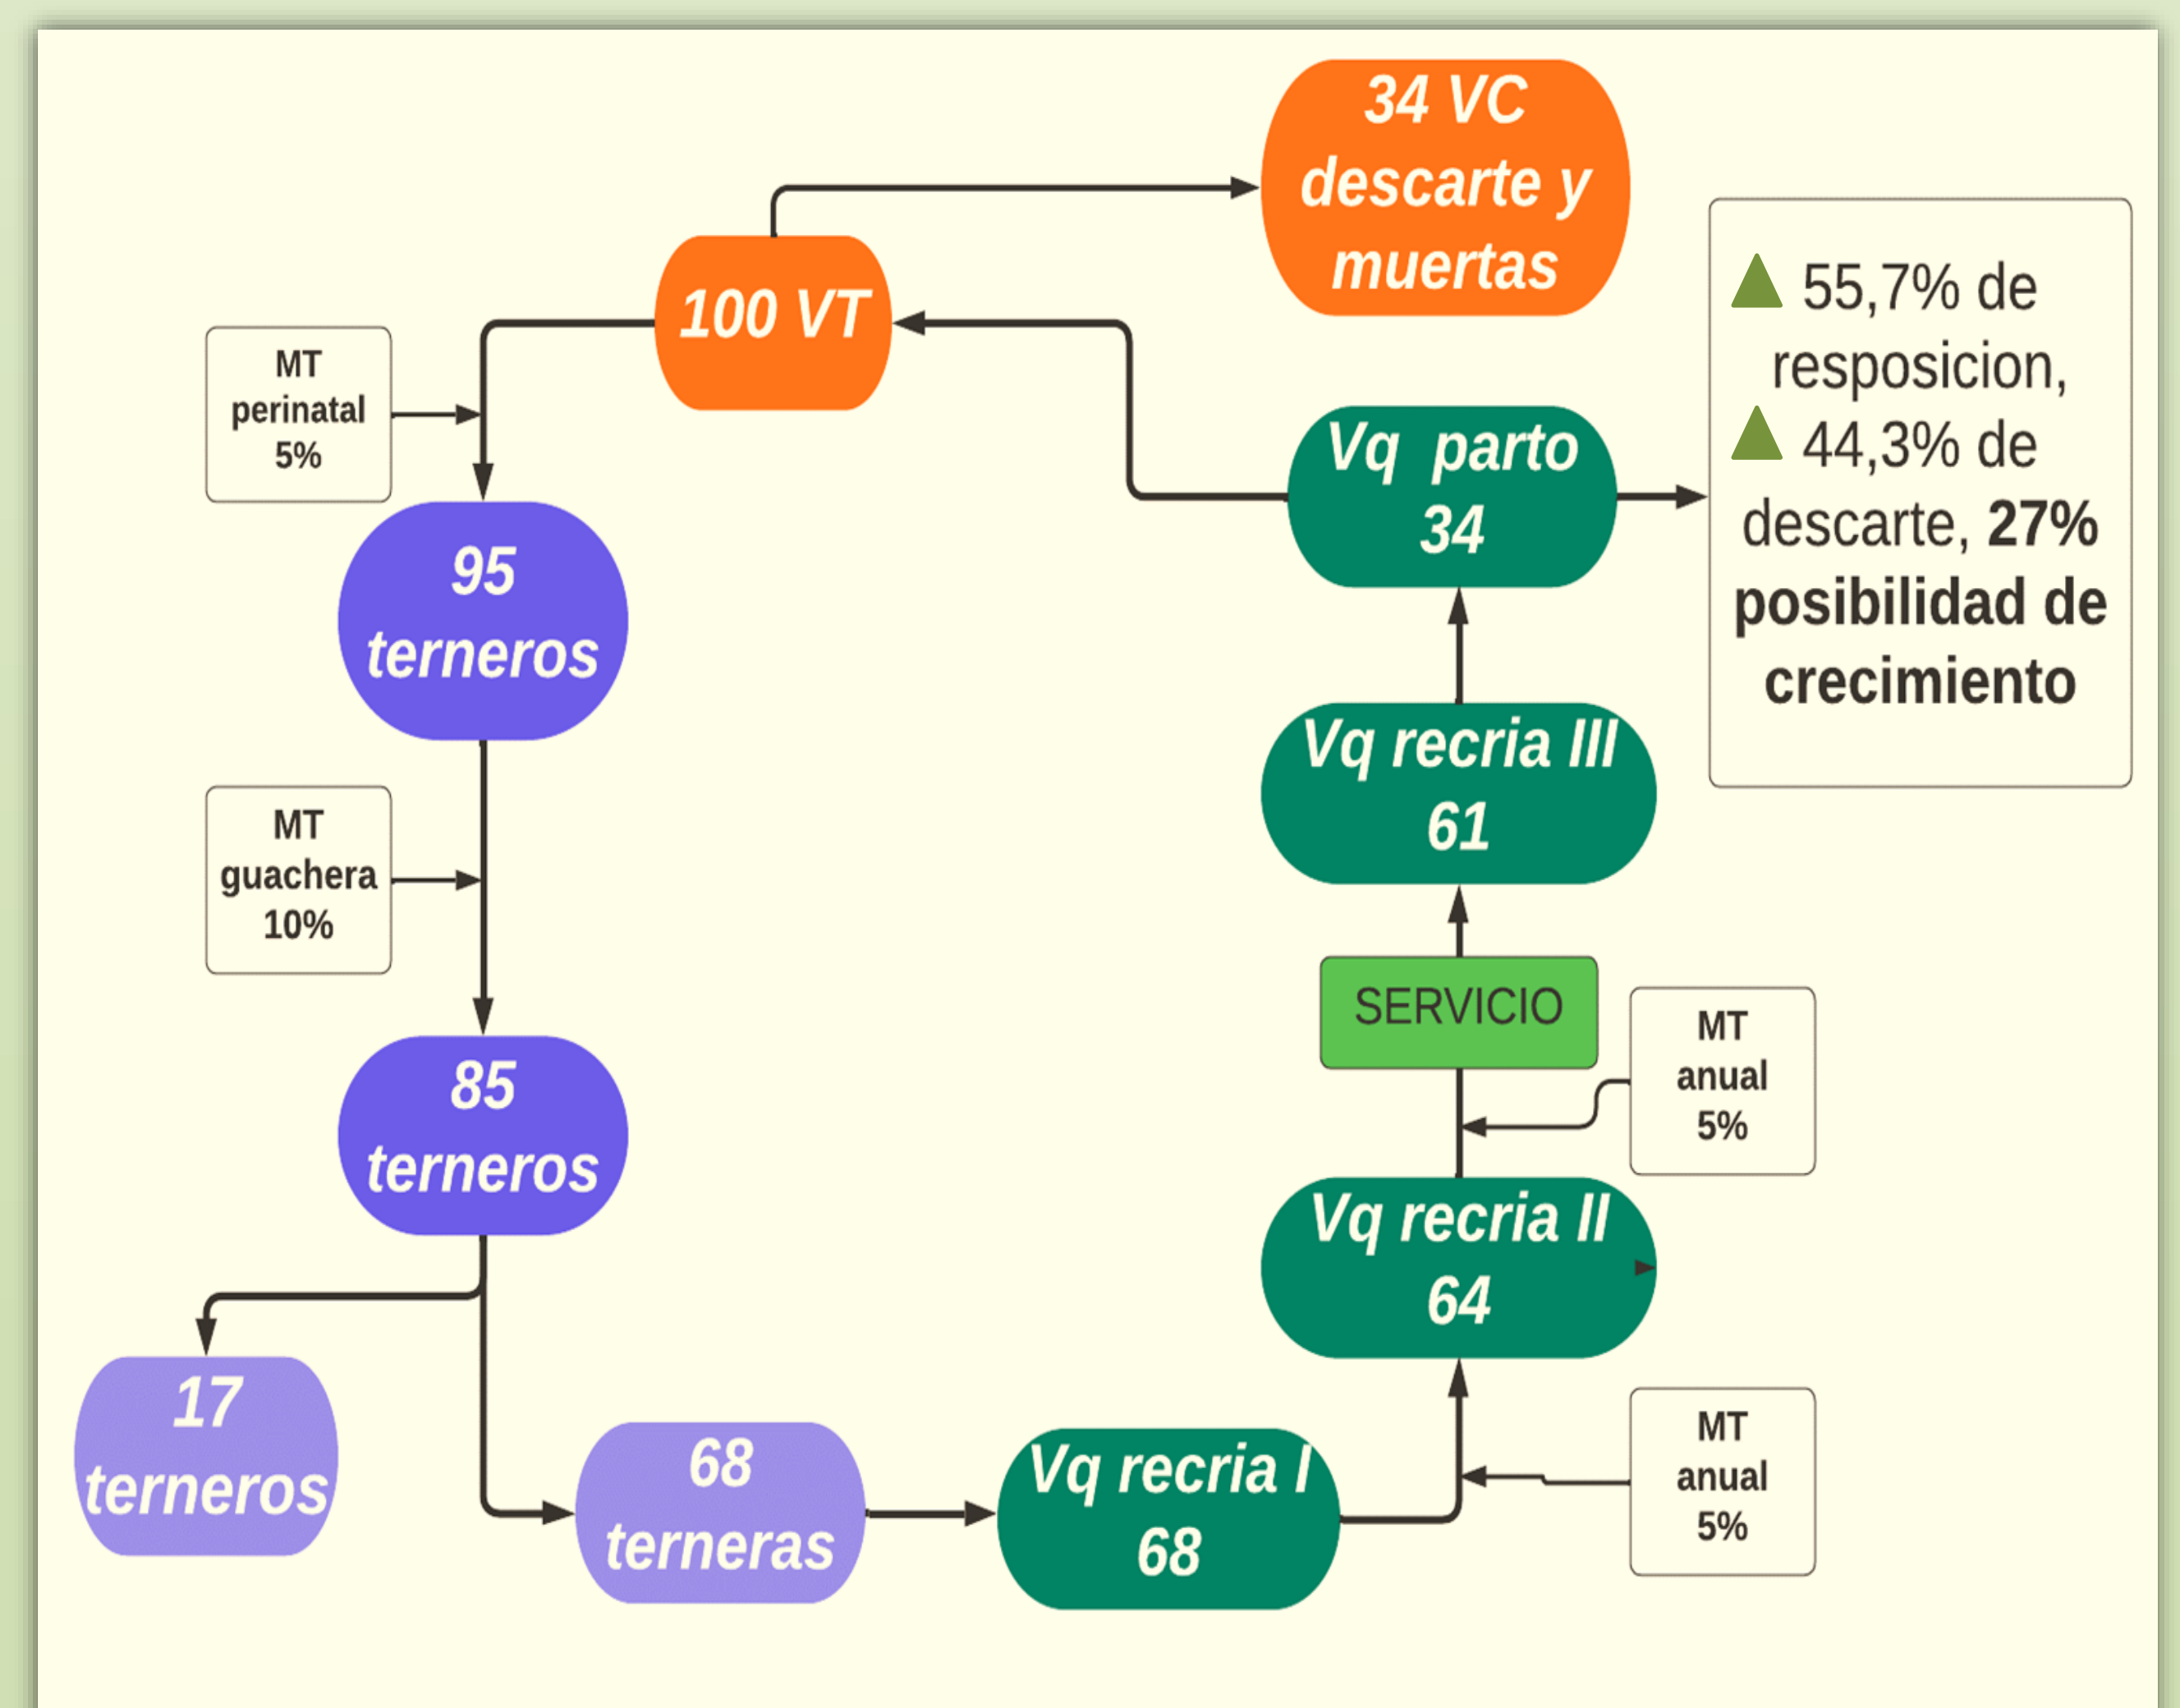 34 VC
descarte y
muertas
100 VT
MT
perinatal
5%
95
terneros
MT
guachera
10%
85
terneros
17
terneros
68
terneras
Vq recria I
68
MT
anual
5%
Vq recria II
64
MT
anual
5%
SERVICIO
Vq recria III
61
Vq parto
34
55,7% de
resposicion,
44,3% de
descarte, 27%
posibilidad de
crecimiento